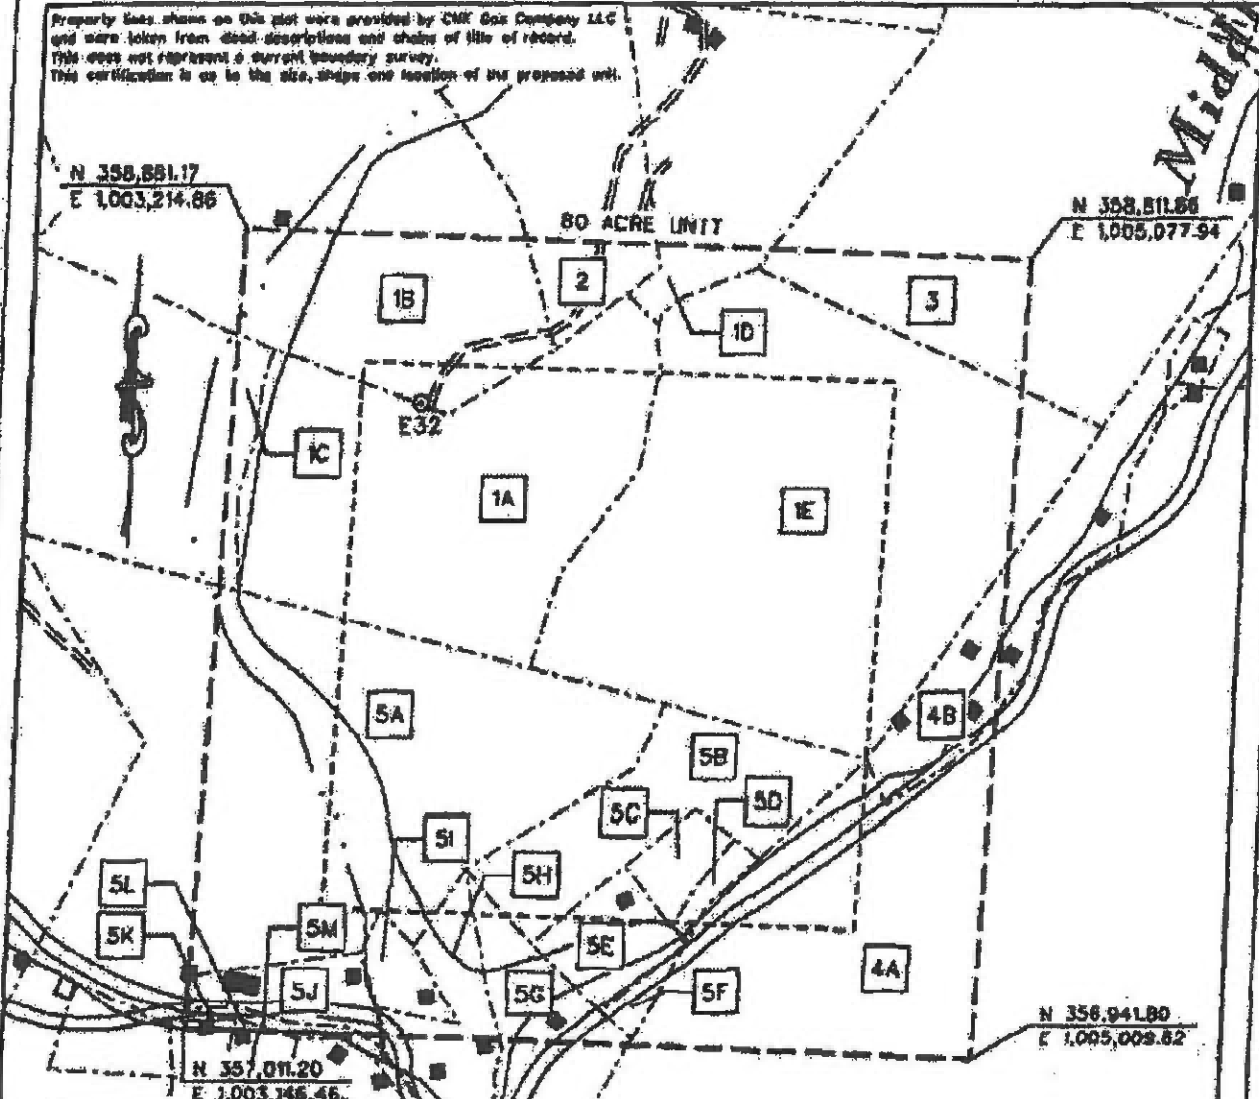 Property lines shown on this plat were provided by CNX Gas Company LLC
and were taken from deed descriptions and chains of title of record.
This does not represent a current boundary survey.
This certification is as to the size, shape and location of the proposed unit.
Mid
N 358,881.17
E 1,003,214.86
N 358,811.86
E 1,005,077.94
80 ACRE UNIT
1B
2
1D
3
E32
1C
1A
1E
5A
4B
5B
5C
5D
5I
5H
5L
5K
5M
5E
5J
5G
5F
4A
N 356,941.80
E 1,005,009.62
N 357,011.20
E 1,003,146.46